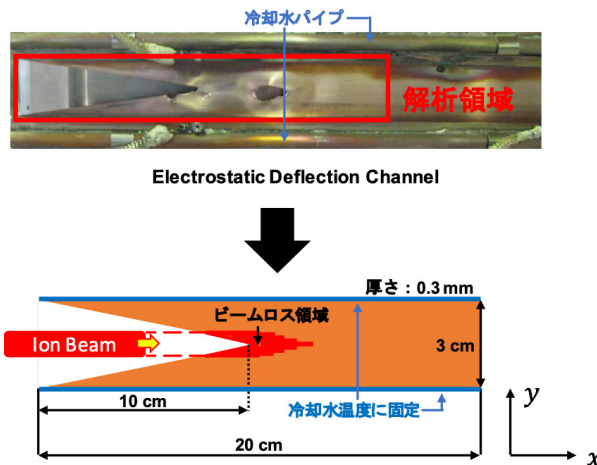 冷却水パイプ
解析領域
Electrostatic Deflection Channel
厚さ：0.3 mm
ビームロス領域
Ion Beam
3 cm
10 cm
冷却水温度に固定
y
20 cm
x